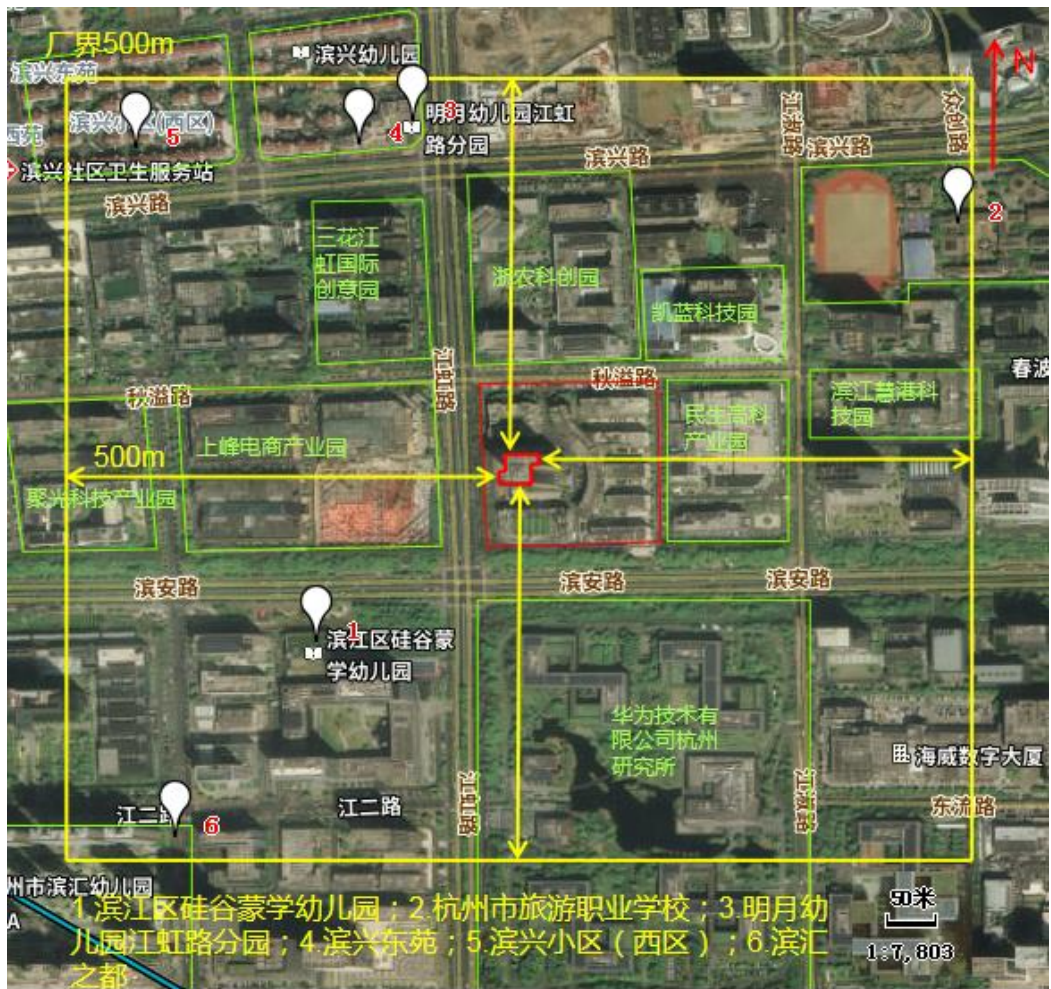 厂界500m
滨兴幼儿园
N
滨兴东苑
滨兴小区(西区)
5
4
3
明月幼儿园江虹
路分园
西苑
滨兴社区卫生服务站
滨兴路
滨兴路
滨兴路
江淑路
众创路
2
三花江
虹国际
创意园
浙农科创园
凯蓝科技园
江虹路
秋溢路
秋溢路
春波
滨江慧港科
技园
民生高科
产业园
上峰电商产业园
500m
聚光科技产业园
滨安路
滨安路
滨安路
1
滨江区硅谷蒙
学幼儿园
华为技术有
限公司杭州
研究所
海威数字大厦
江虹路
江淑路
江二路
江二路
东流路
6
州市滨汇幼儿园
A
50米
1:7,803
1.滨江区硅谷蒙学幼儿园；2.杭州市旅游职业学校；3.明月幼
儿园江虹路分园；4.滨兴东苑；5.滨兴小区（西区）；6.滨汇
之都